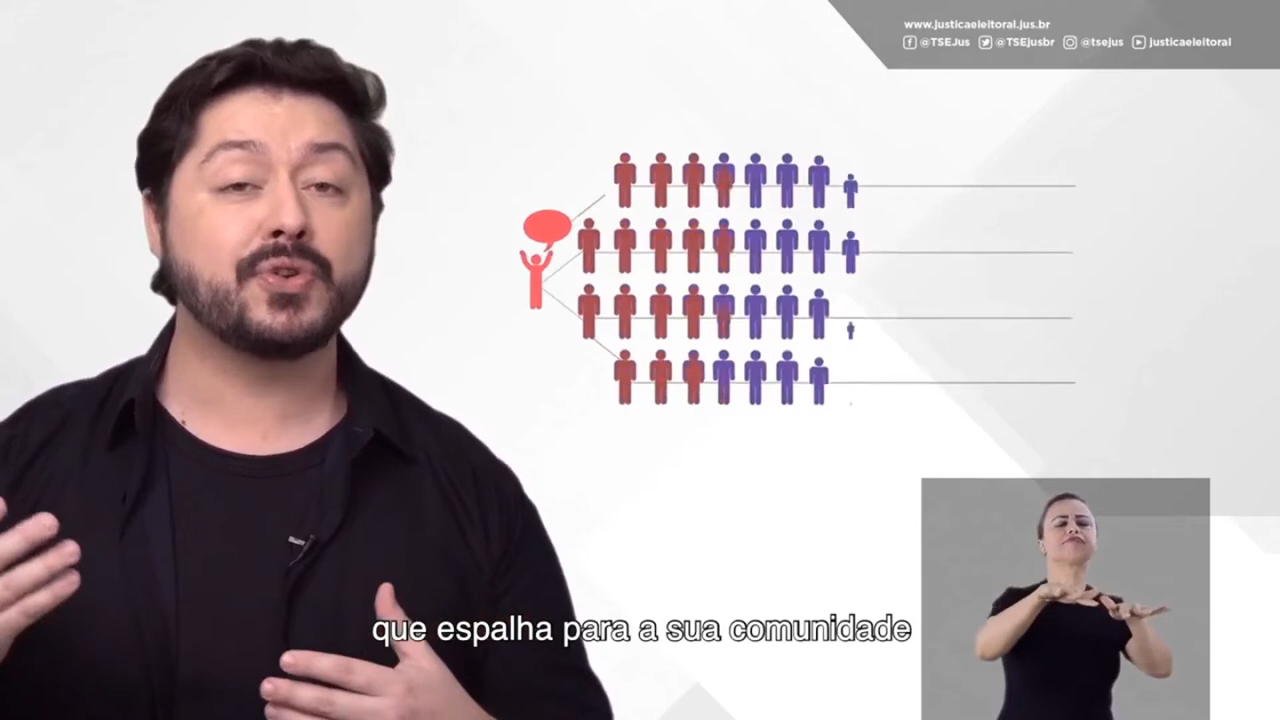 www.justicaeleitoral.jus.br
@TSEJus @TSEjusbr @tsejus justicaeleitoral
que espalha para a sua comunidade